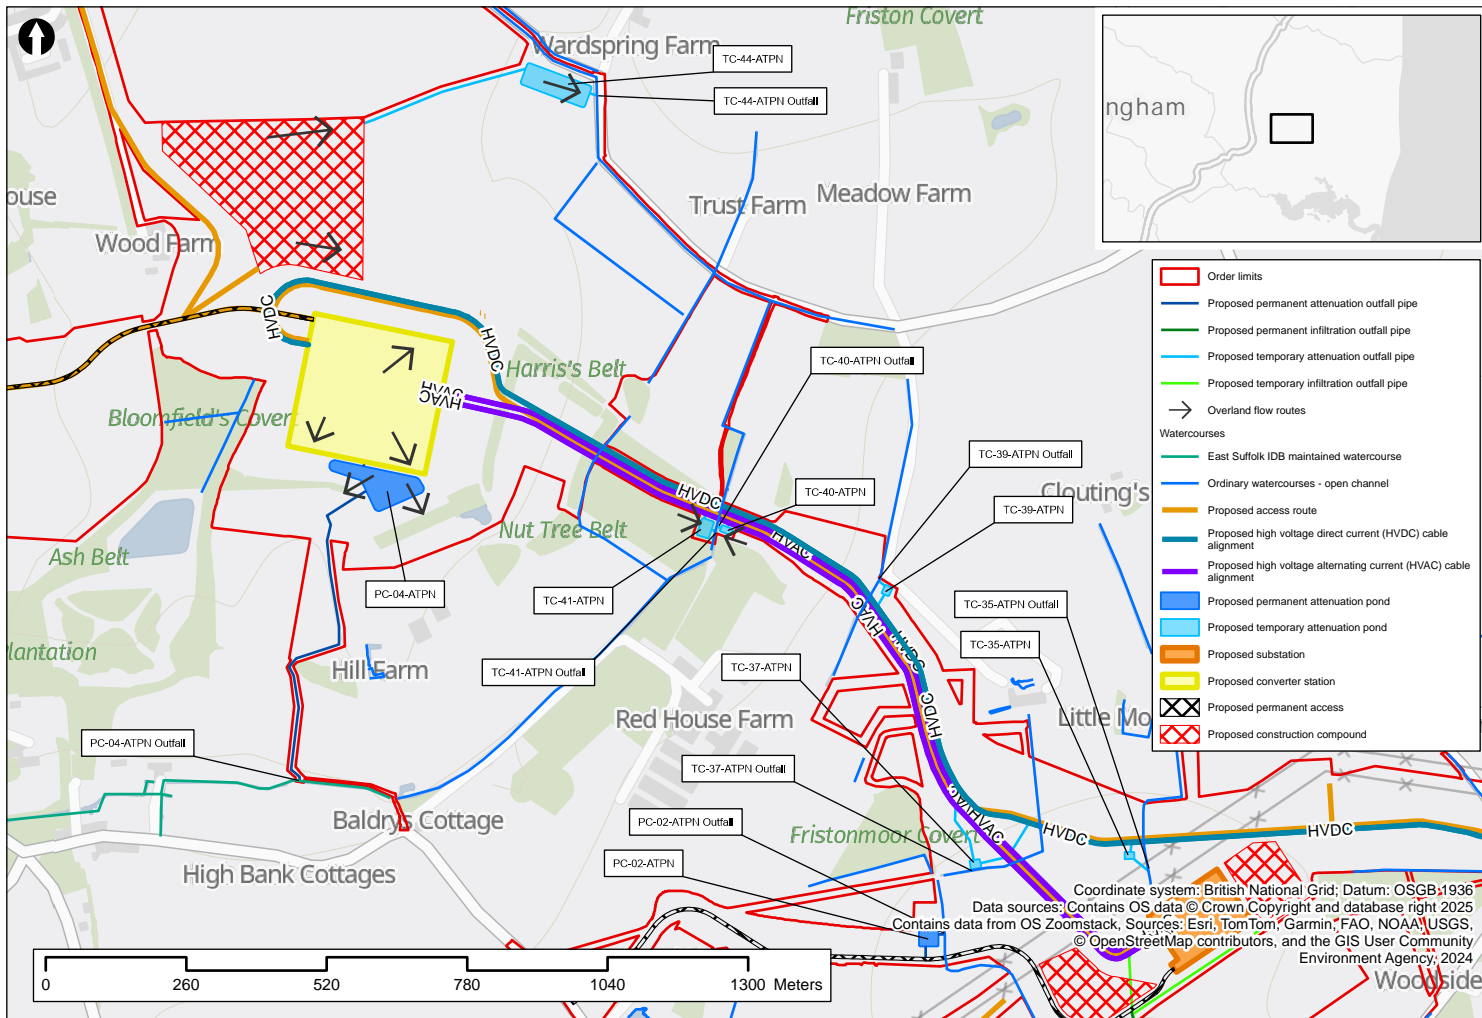 Friston Covert
Wardspring Farm
TC-44-ATPN
TC-44-ATPN Outfall
ingham
ouse
Wood Farm
Trust Farm
Meadow Farm
HVDC
HVDC
HVAC
HVAC
Harris's Belt
Bloomfield's Covert
TC-40-ATPN Outfall
TC-39-ATPN Outfall
TC-40-ATPN
TC-39-ATPN
Clouting's
HVDC
HVAC
Nut Tree Belt
Ash Belt
PC-04-ATPN
TC-41-ATPN
TC-35-ATPN Outfall
TC-35-ATPN
HVAC
HVAC
HVDC
HVDC
lantation
Hill Farm
TC-41-ATPN Outfall
TC-37-ATPN
Red House Farm
Little Mo
PC-04-ATPN Outfall
TC-37-ATPN Outfall
Baldrys Cottage
PC-02-ATPN Outfall
Fristonmoor Covert
HVAC
HVAC
HVDC
HVDC
High Bank Cottages
PC-02-ATPN
Woodside
Order limits
Proposed permanent attenuation outfall pipe
Proposed permanent infiltration outfall pipe
Proposed temporary attenuation outfall pipe
Proposed temporary infiltration outfall pipe
Overland flow routes
Watercourses
East Suffolk IDB maintained watercourse
Ordinary watercourses - open channel
Proposed access route
Proposed high voltage direct current (HVDC) cable
alignment
Proposed high voltage alternating current (HVAC) cable
alignment
Proposed permanent attenuation pond
Proposed temporary attenuation pond
Proposed substation
Proposed converter station
Proposed permanent access
Proposed construction compound
Coordinate system: British National Grid; Datum: OSGB 1936
Data sources: Contains OS data © Crown Copyright and database right 2025
Contains data from OS Zoomstack, Sources: Esri, TomTom, Garmin, FAO, NOAA, USGS,
© OpenStreetMap contributors, and the GIS User Community
Environment Agency, 2024
0 260 520 780 1040 1300 Meters